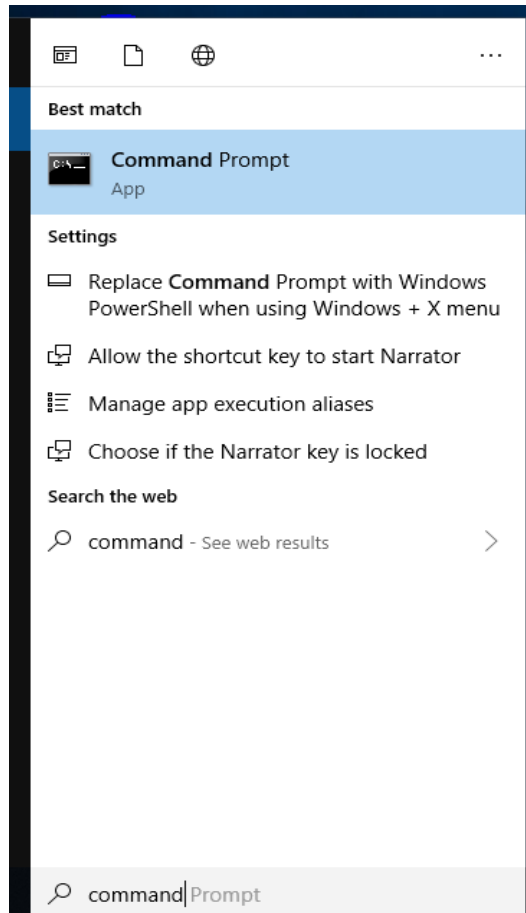 ...
Best match
Command Prompt
App
Settings
Replace Command Prompt with Windows
PowerShell when using Windows + X menu
Allow the shortcut key to start Narrator
Manage app execution aliases
Choose if the Narrator key is locked
Search the web
command - See web results
command Prompt